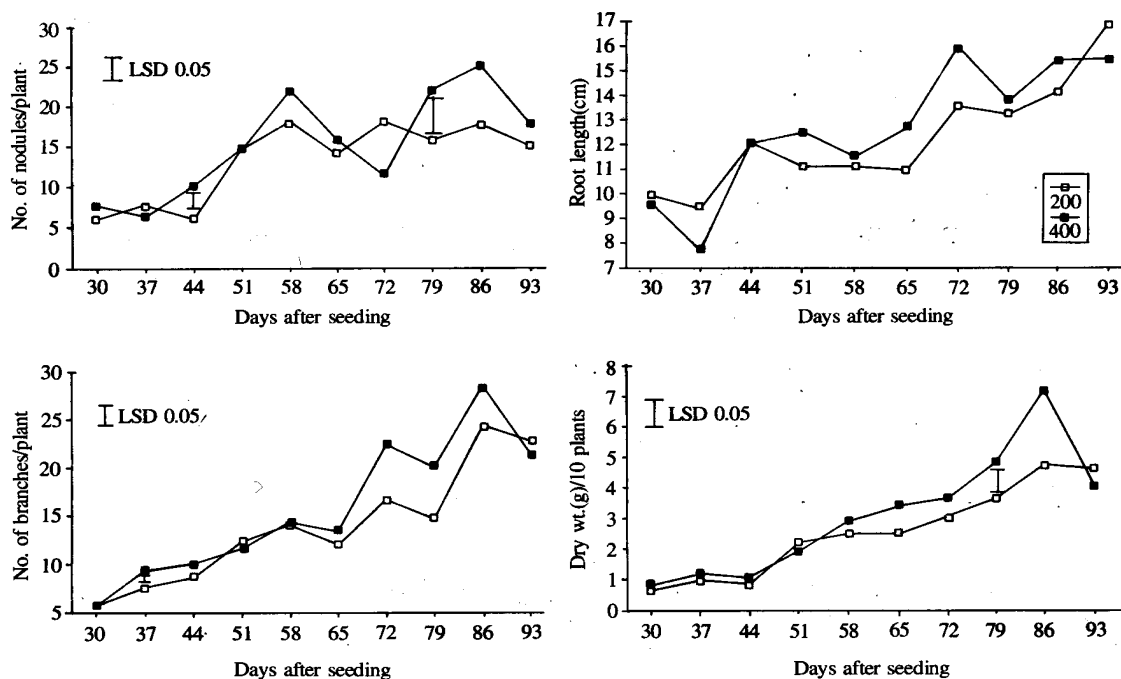 30
25
20
15
10
5
0
LSD 0.05
No. of nodules/plant
30 37 44 51 58 65 72 79 86 93
Days after seeding
17
16
15
14
13
12
11
10
9
8
7
Root length(cm)
200
400
30 37 44 51 58 65 72 79 86 93
Days after seeding
30
25
20
15
10
5
LSD 0.05
No. of branches/plant
30 37 44 51 58 65 72 79 86 93
Days after seeding
8
7
6
5
4
3
2
1
0
LSD 0.05
Dry wt.(g)/10 plants
30 37 44 51 58 65 72 79 86 93
Days after seeding